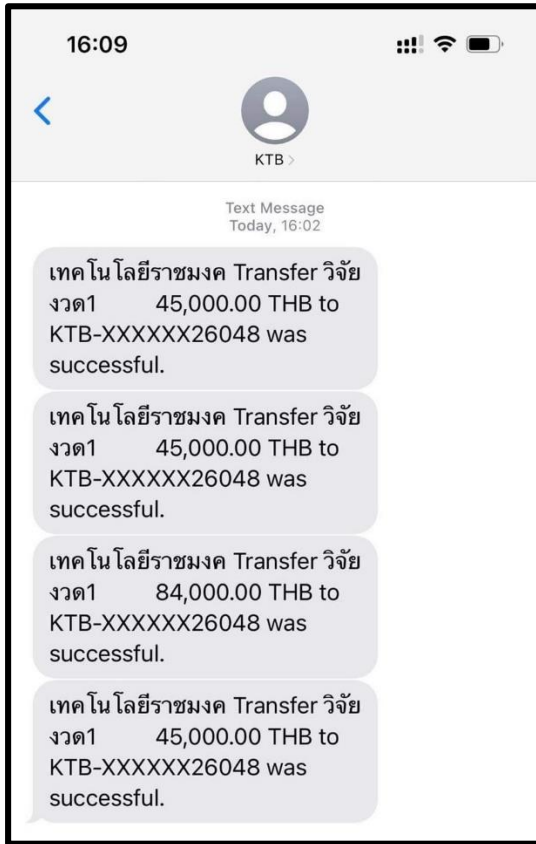 16:09
KTB
Text Message
Today, 16:02
เทคโนโลยีราชมงค Transfer วิจัย
งวด1 45,000.00 THB to
KTB-XXXXXX26048 was
successful.
เทคโนโลยีราชมงค Transfer วิจัย
งวด1 45,000.00 THB to
KTB-XXXXXX26048 was
successful.
เทคโนโลยีราชมงค Transfer วิจัย
งวด1 84,000.00 THB to
KTB-XXXXXX26048 was
successful.
เทคโนโลยีราชมงค Transfer วิจัย
งวด1 45,000.00 THB to
KTB-XXXXXX26048 was
successful.